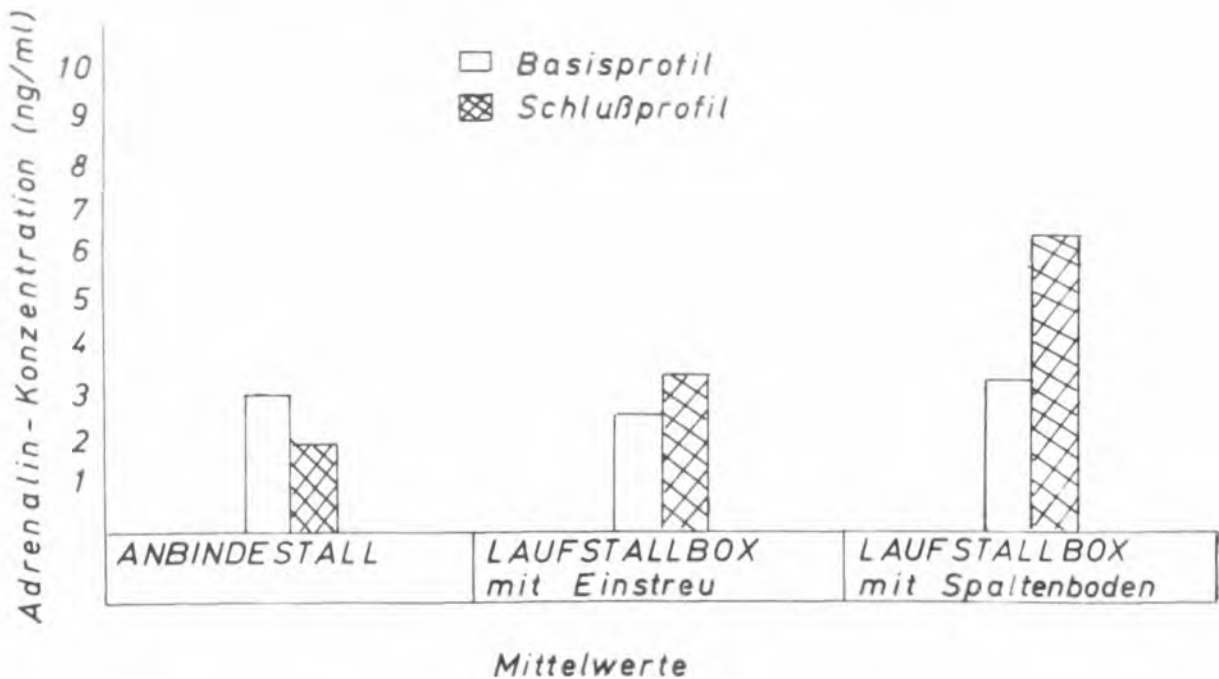 Adrenalin-Konzentration (ng/ml)
10
9
8
7
6
5
4
3
2
1
Basisprofil
Schlußprofil
ANBINDESTALL
LAUFSTALLBOX
mit Einstreu
LAUFSTALLBOX
mit Spaltenboden
Mittelwerte